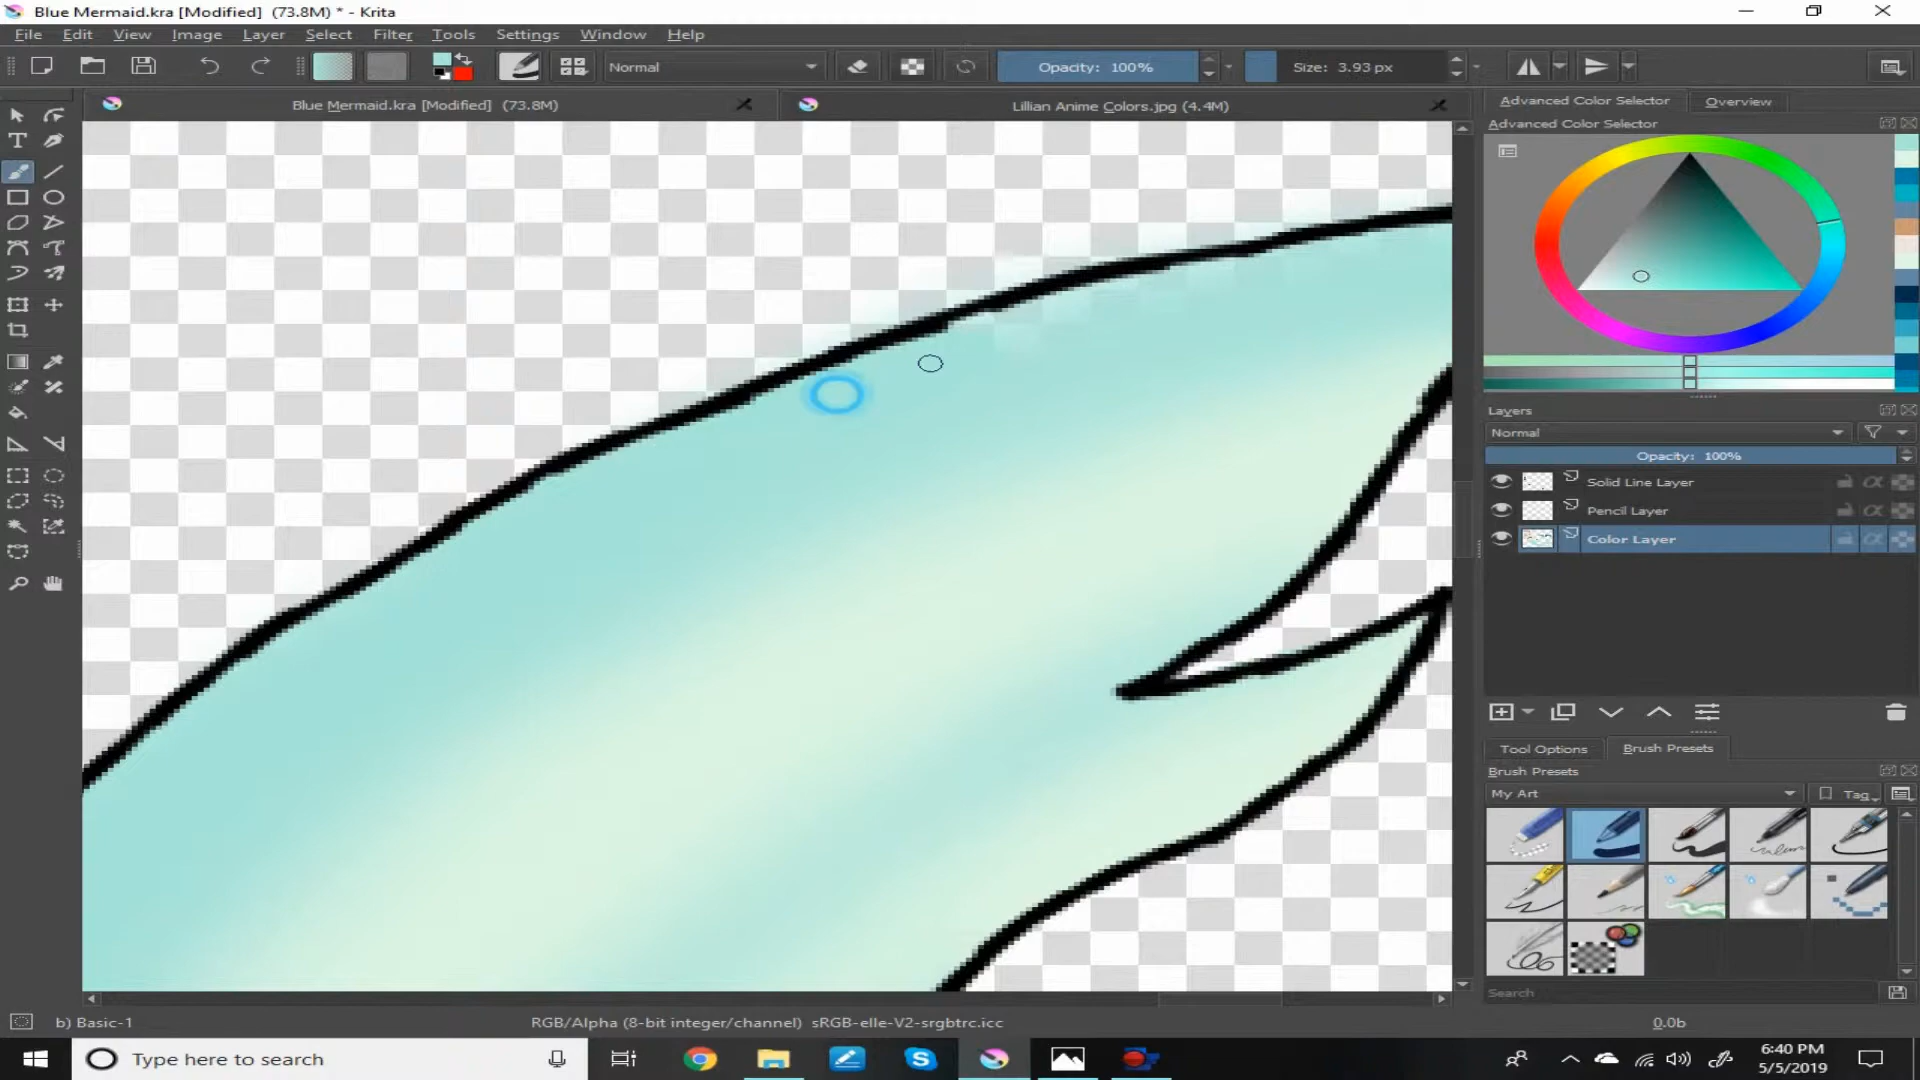 Blue Mermaid.kra [Modified] (73.8M) * - Krita
File Edit View Image Layer Select Filter Tools Settings Window Help
Normal
Opacity: 100%
Size: 3.93 px
Blue Mermaid.kra [Modified] (73.8M)
Lillian Anime Colors.jpg (4.4M)
Advanced Color Selector
Overview
Advanced Color Selector
Layers
Normal
Opacity: 100%
Solid Line Layer
Pencil Layer
Color Layer
Tool Options
Brush Presets
Brush Presets
My Art
Tag
Search
b) Basic-1
RGB/Alpha (8-bit integer/channel) sRGB-elle-V2-srgbtrc.icc
0.0b
Type here to search
6:40 PM
5/5/2019